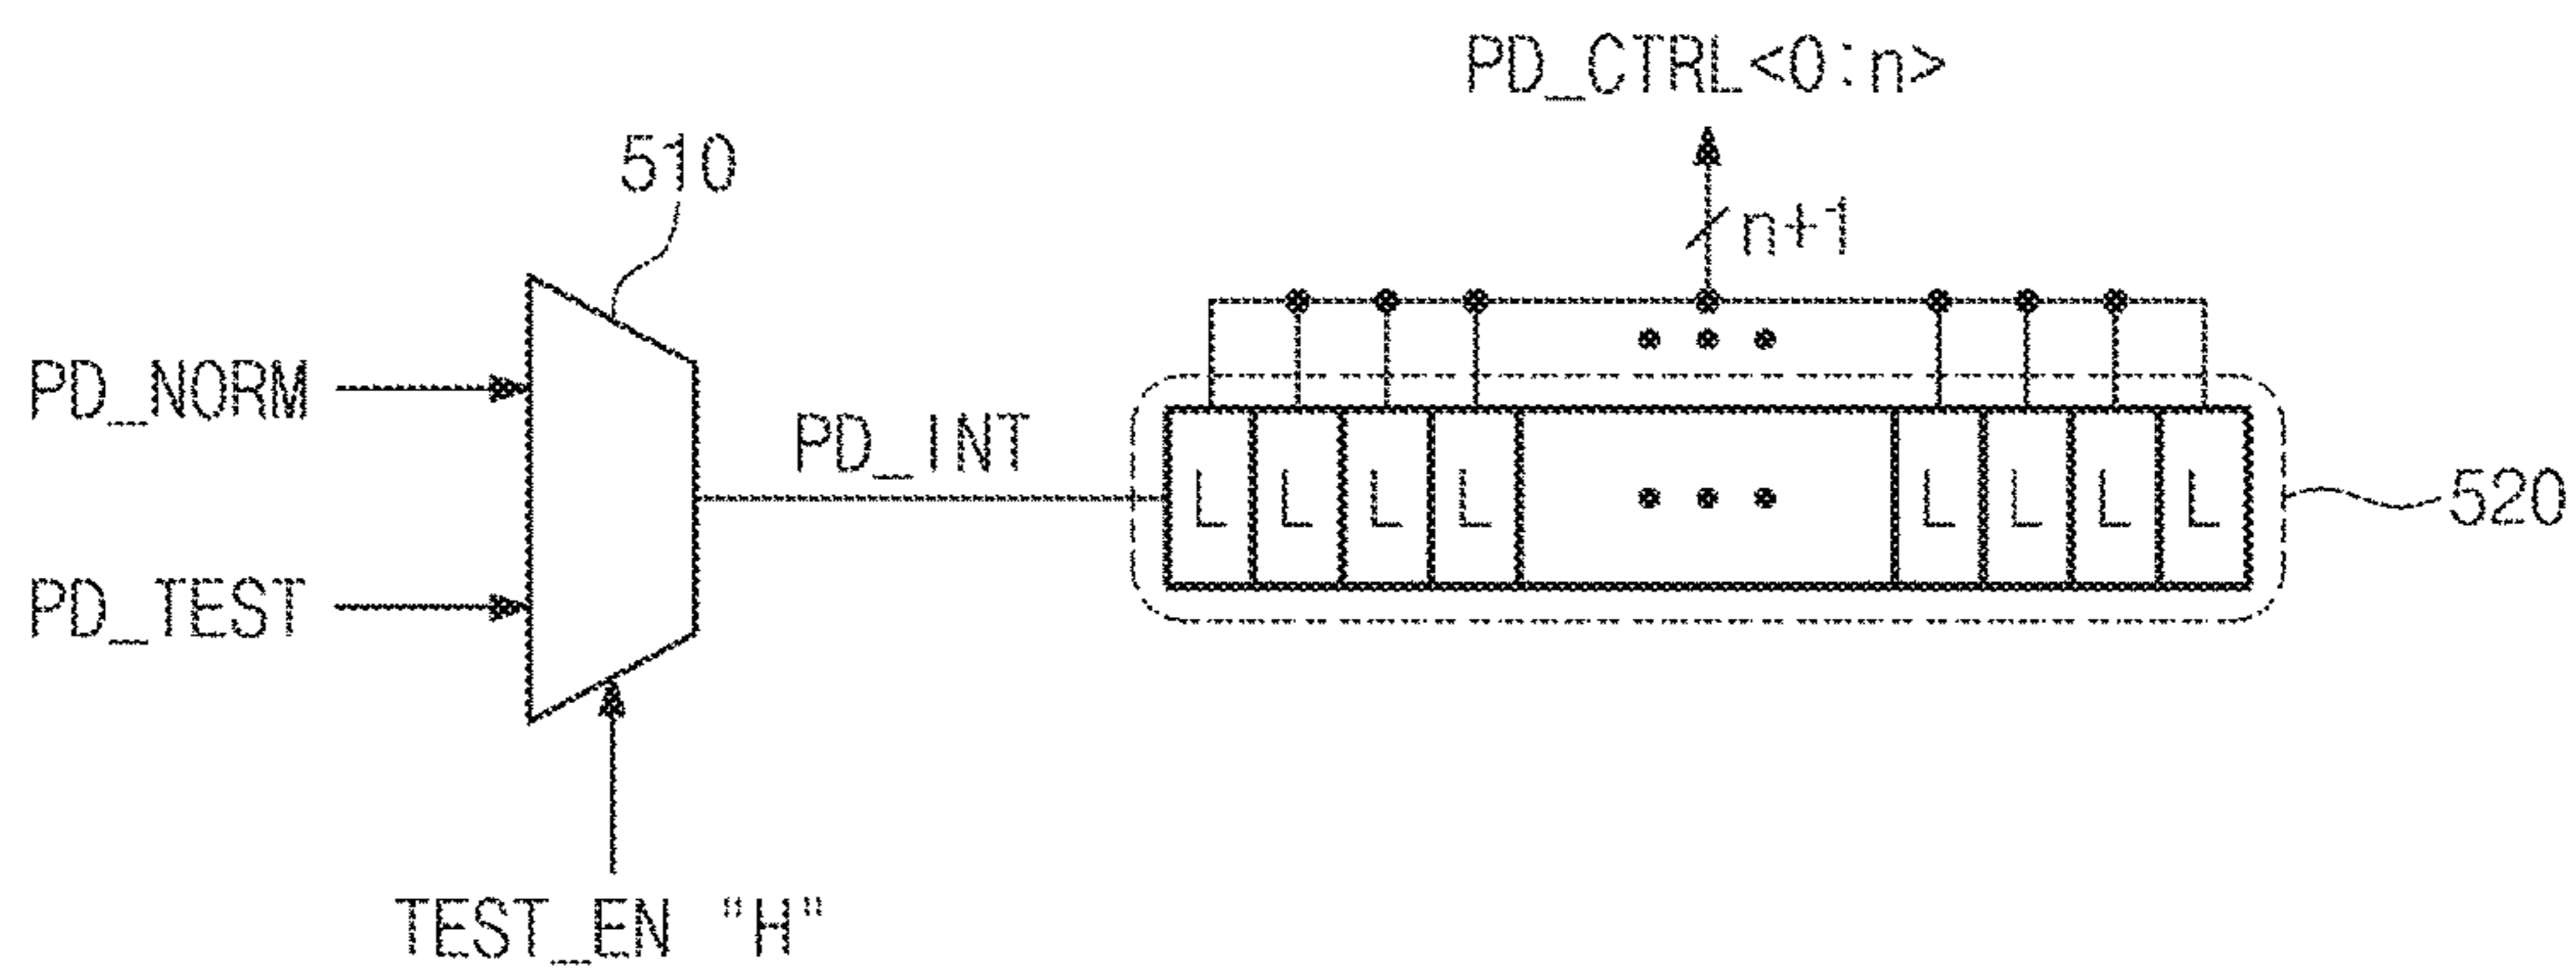 PD_CTRL<0:n>
510
n+1
PD_NORM
PD_INT
L L L L L L L L
520
PD_TEST
TEST_EN "H"